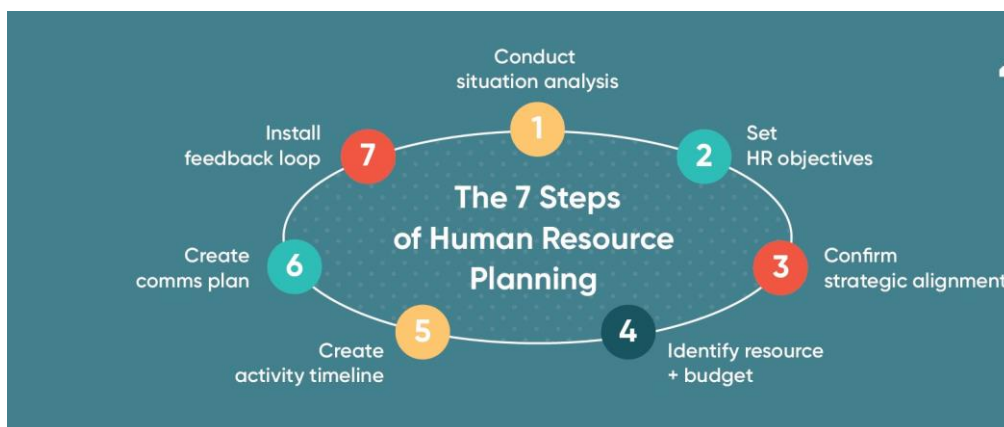 The 7 Steps
of Human Resource
Planning
1
Conduct
situation analysis
2
Set
HR objectives
3
Confirm
strategic alignment
4
Identify resource
+ budget
5
Create
activity timeline
6
Create
comms plan
7
Install
feedback loop